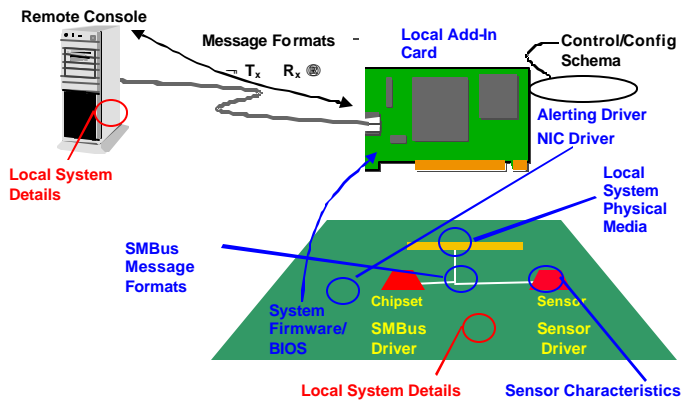 Remote Console
Message Formats -
¬ Tx Rx ®
Local Add-In
Card
Control/Config
Schema
Alerting Driver
NIC Driver
Local System
Details
Local
System
Physical
Media
SMBus
Message
Formats
System
Firmware/
BIOS
Chipset
SMBus
Driver
Sensor
Sensor
Driver
Local System Details
Sensor Characteristics